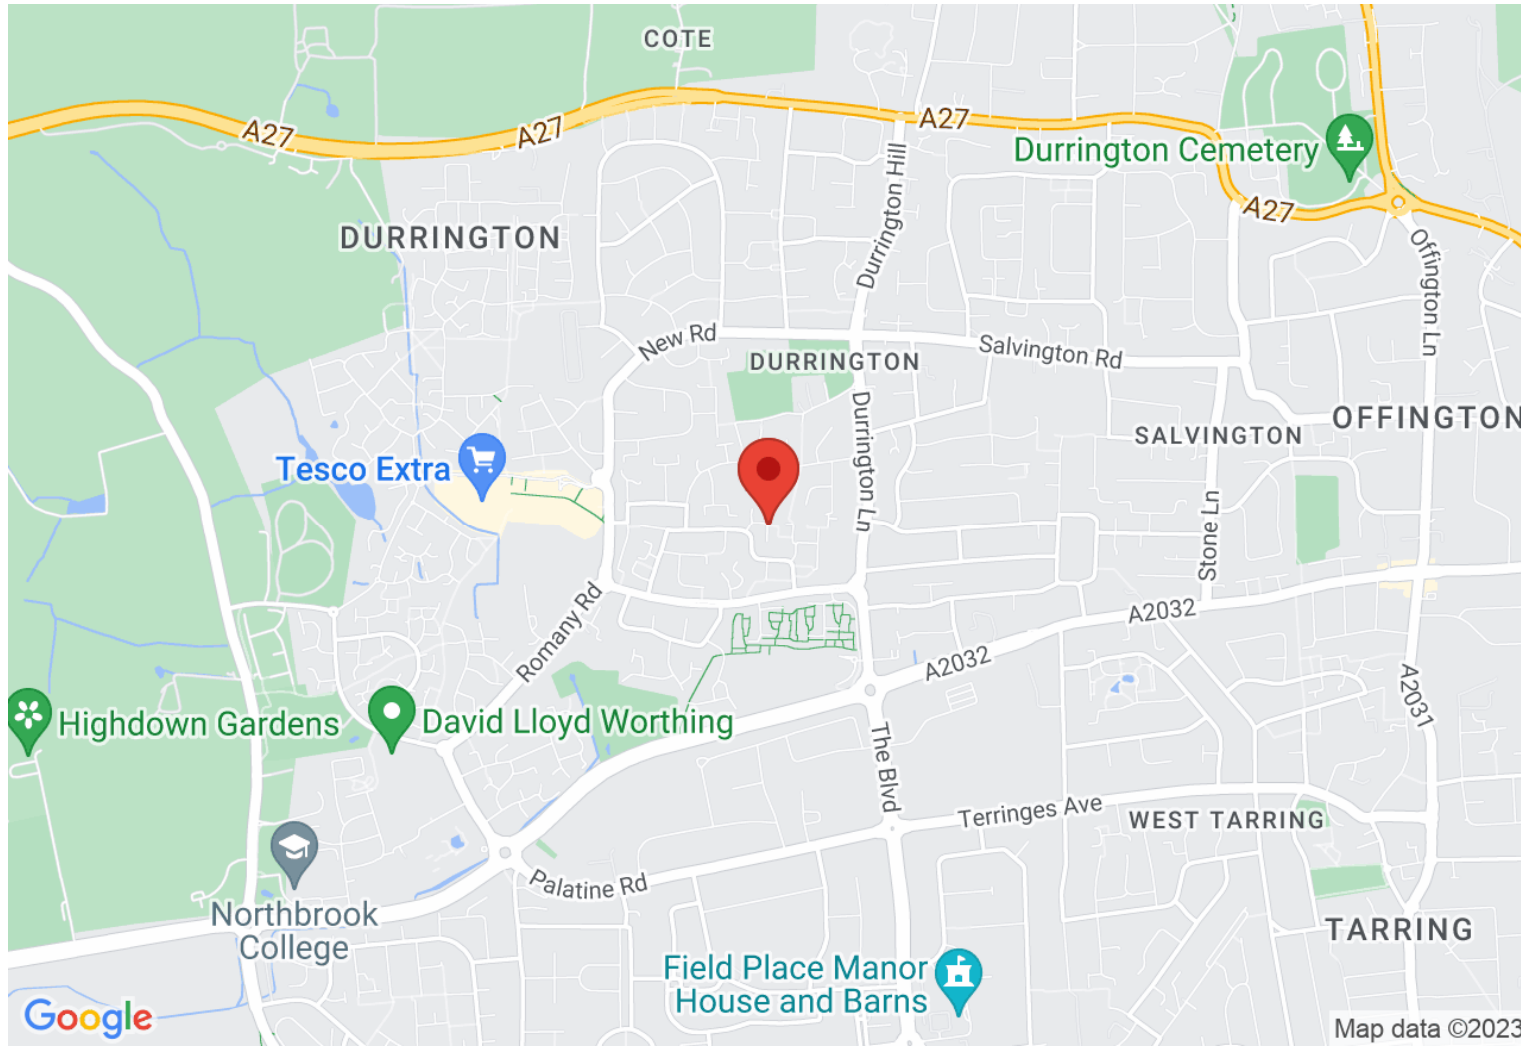 COTE
A27
A27
A27
Durrington Cemetery
A27
DURRINGTON
Durrington Hill
Offington Ln
New Rd
Salvington Rd
DURRINGTON
Durrington Ln
OFFINGTON
SALVINGTON
Tesco Extra
Stone Ln
Romany Rd
A2032
A2032
A2031
Highdown Gardens
David Lloyd Worthing
The Blvd
Terringes Ave
WEST TARRING
Palatine Rd
Northbrook
College
TARRING
Field Place Manor
House and Barns
Google
Map data ©2023